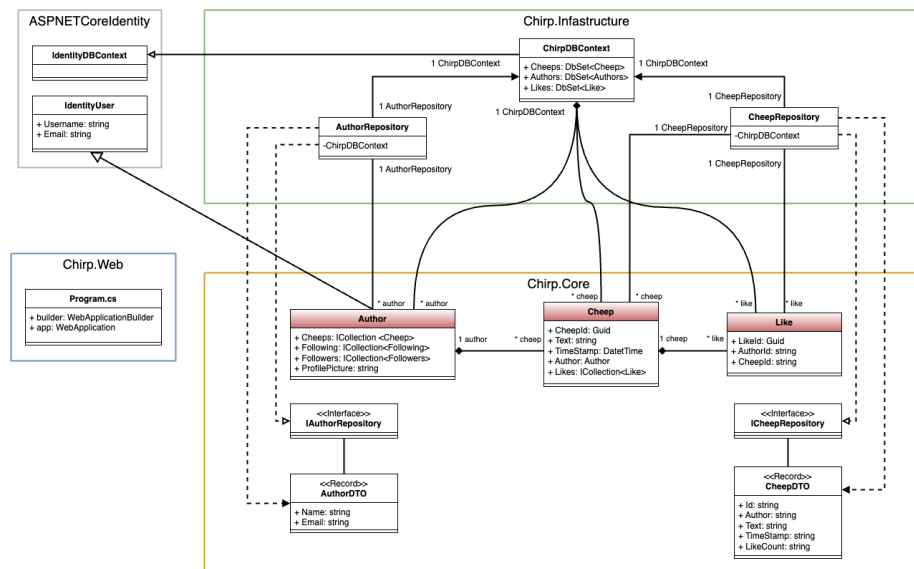 ASPNETCoreIdentity
IdentityDBContext
IdentityUser
+ Username: string
+ Email: string
Chirp.Infastructure
ChirpDBContext
+ Cheeps: DbSet<Cheep>
+ Authors: DbSet<Authors>
+ Likes: DbSet<Like>
1 ChirpDBContext
1 ChirpDBContext
1 ChirpDBContext
1 AuthorRepository
AuthorRepository
-ChirpDBContext
1 AuthorRepository
1 CheepRepository
1 CheepRepository
CheepRepository
-ChirpDBContext
1 CheepRepository
Chirp.Web
Program.cs
+ builder: WebApplicationBuilder
+ app: WebApplication
Chirp.Core
* author
* author
* cheep
* cheep
* like
* like
Author
+ Cheeps: ICollection <Cheep>
+ Following: ICollection<Following>
+ Followers: ICollection<Followers>
+ ProfilePicture: string
1 author
* cheep
Cheep
+ CheepId: Guid
+ Text: string
+ TimeStamp: DatetTime
+ Author: Author
+ Likes: ICollection<Like>
1 cheep
* like
Like
+ LikeId: Guid
+ AuthorId: string
+ CheepId: string
<<Interface>>
IAuthorRepository
<<Record>>
AuthorDTO
+ Name: string
+ Email: string
<<Interface>>
ICheepRepository
<<Record>>
CheepDTO
+ Id: string
+ Author: string
+ Text: string
+ TimeStamp: string
+ LikeCount: string